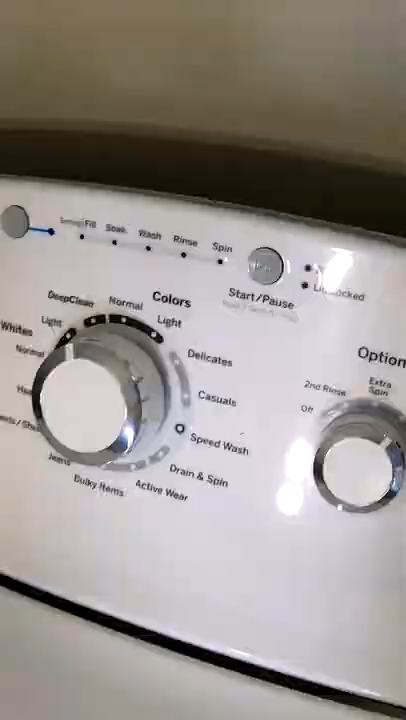 Fill Soak Wash Rinse Spin
Start/Pause
Lid Locked
DeepClean Normal Colors
Light
Light
Whites
Normal
Delicates
Casuals
Speed Wash
Drain & Spin
Active Wear
Bulky Items
Jeans
Option
2nd Rinse
Extra
Spin
Off